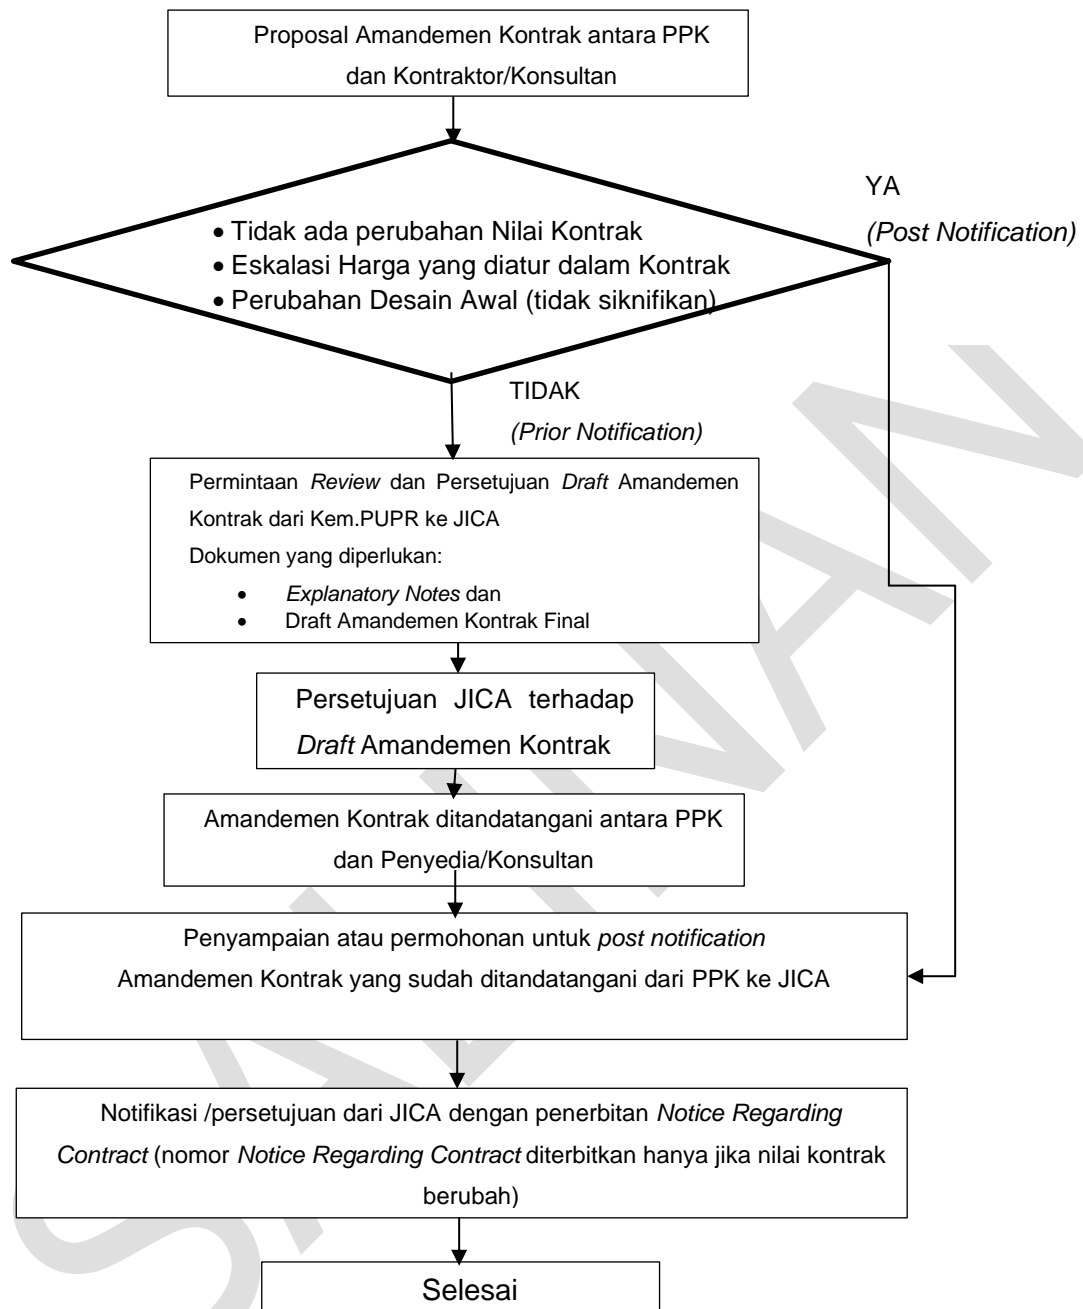 Proposal Amandemen Kontrak antara PPK
dan Kontraktor/Konsultan
YA
(Post Notification)
• Tidak ada perubahan Nilai Kontrak
• Eskalasi Harga yang diatur dalam Kontrak
• Perubahan Desain Awal (tidak siknifikan)
TIDAK
(Prior Notification)
Permintaan Review dan Persetujuan Draft Amandemen
Kontrak dari Kem.PUPR ke JICA
Dokumen yang diperlukan:
• Explanatory Notes dan
• Draft Amandemen Kontrak Final
Persetujuan JICA terhadap
Draft Amandemen Kontrak
Amandemen Kontrak ditandatangani antara PPK
dan Penyedia/Konsultan
Penyampaian atau permohonan untuk post notification
Amandemen Kontrak yang sudah ditandatangani dari PPK ke JICA
Notifikasi /persetujuan dari JICA dengan penerbitan Notice Regarding
Contract (nomor Notice Regarding Contract diterbitkan hanya jika nilai kontrak
berubah)
Selesai
SALINAN